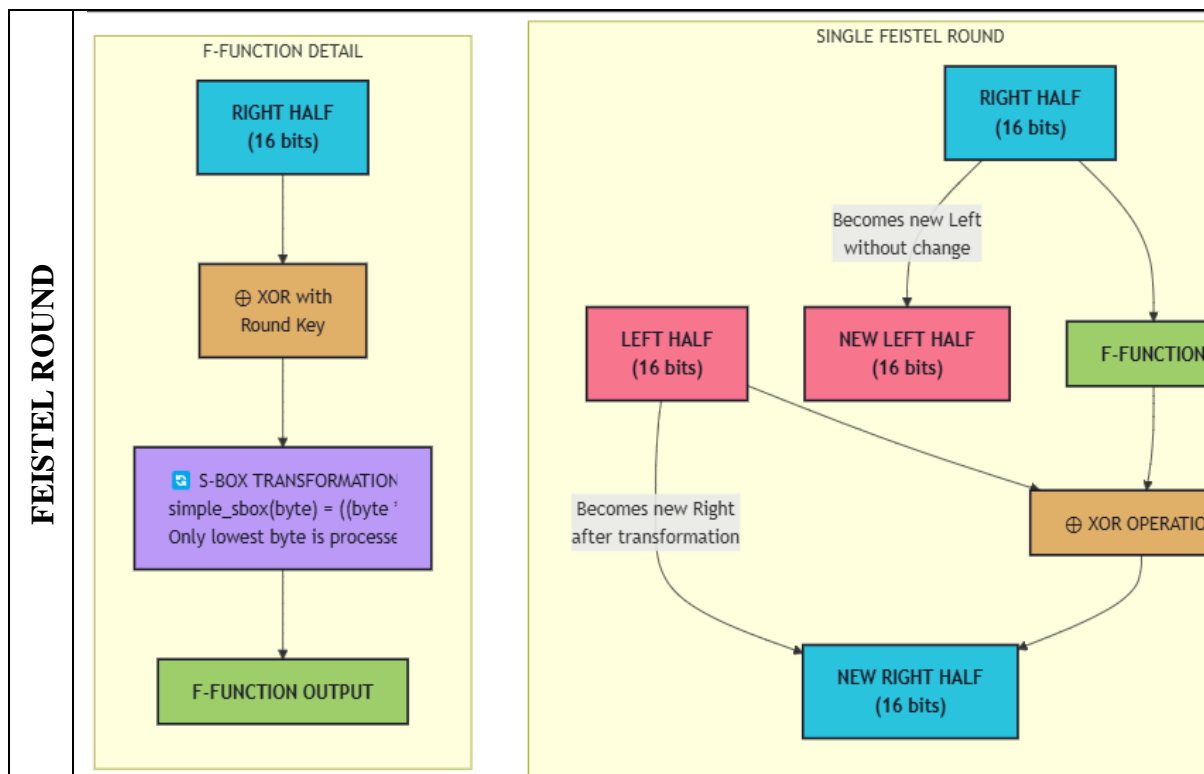 FEISTEL ROUND
F-FUNCTION DETAIL
RIGHT HALF
(16 bits)
⊕ XOR with
Round Key
🔄 S-BOX TRANSFORMATION
simple_sbox(byte) = ((byte
Only lowest byte is processe
F-FUNCTION OUTPUT
SINGLE FEISTEL ROUND
RIGHT HALF
(16 bits)
Becomes new Left
without change
LEFT HALF
(16 bits)
NEW LEFT HALF
(16 bits)
F-FUNCTION
Becomes new Right
after transformation
⊕ XOR OPERATIO
NEW RIGHT HALF
(16 bits)